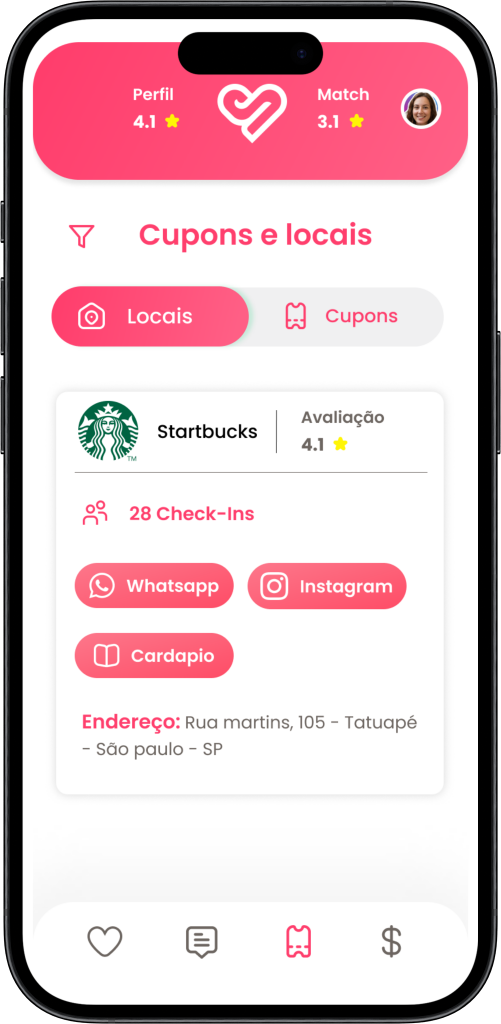 Perfil
4.1
Match
3.1
Cupons e locais
Locais
Cupons
Startbucks
Avaliação
4.1
TM
28 Check-Ins
Whatsapp
Instagram
Cardapio
Endereço: Rua martins, 105 - Tatuapé
- São paulo - SP